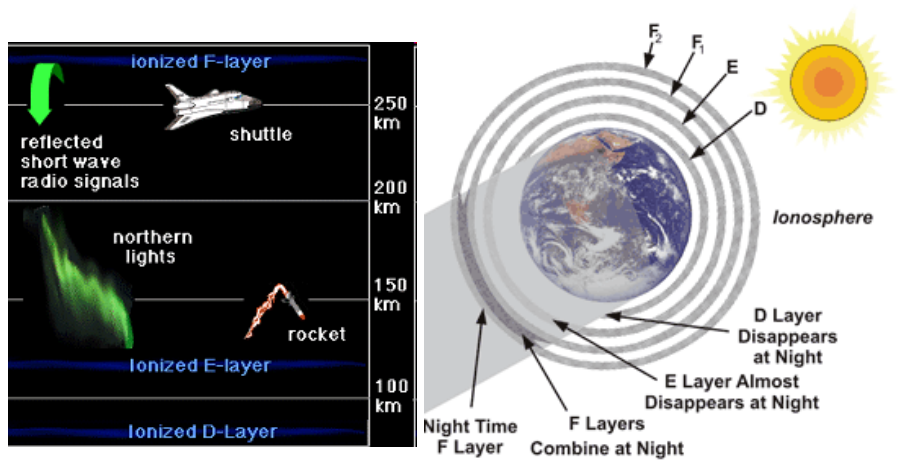 ionized F-layer
250
km
shuttle
reflected
short wave
radio signals
200
km
northern
lights
150
km
rocket
Ionized E-layer
100
km
Ionized D-Layer
F2
F1
E
D
Ionosphere
D Layer
Disappears
at Night
E Layer Almost
Disappears at Night
F Layers
Combine at Night
Night Time
F Layer